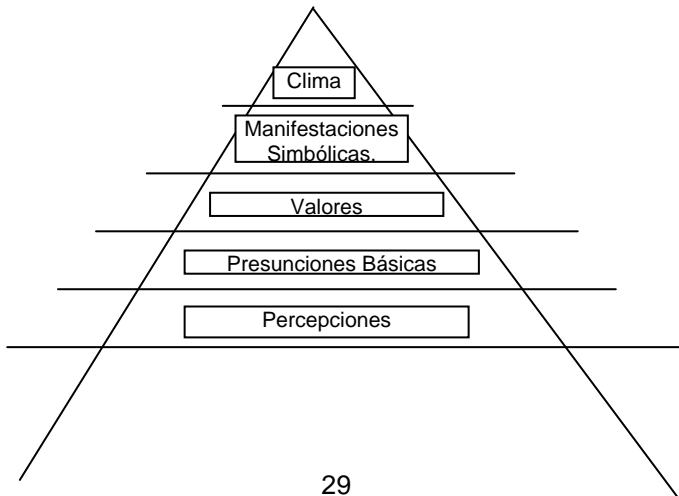 Clima
Manifestaciones
Simbólicas.
Valores
Presunciones Básicas
Percepciones
29